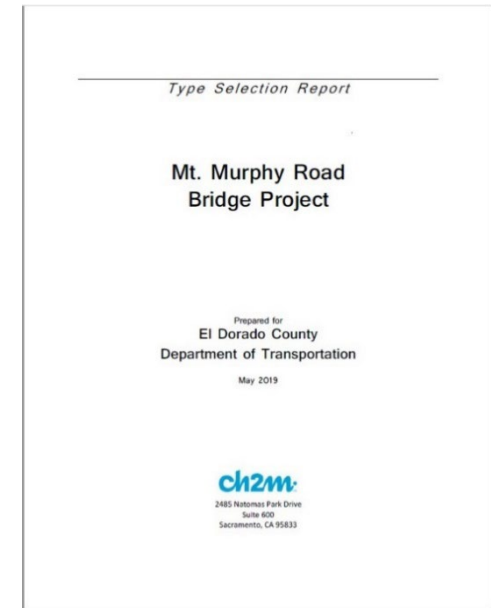 Type Selection Report
Mt. Murphy Road
Bridge Project
Prepared for
El Dorado County
Department of Transportation
May 2019
ch2m:
2485 Natomas Park Drive
Suite 600
Sacramento, CA 95833